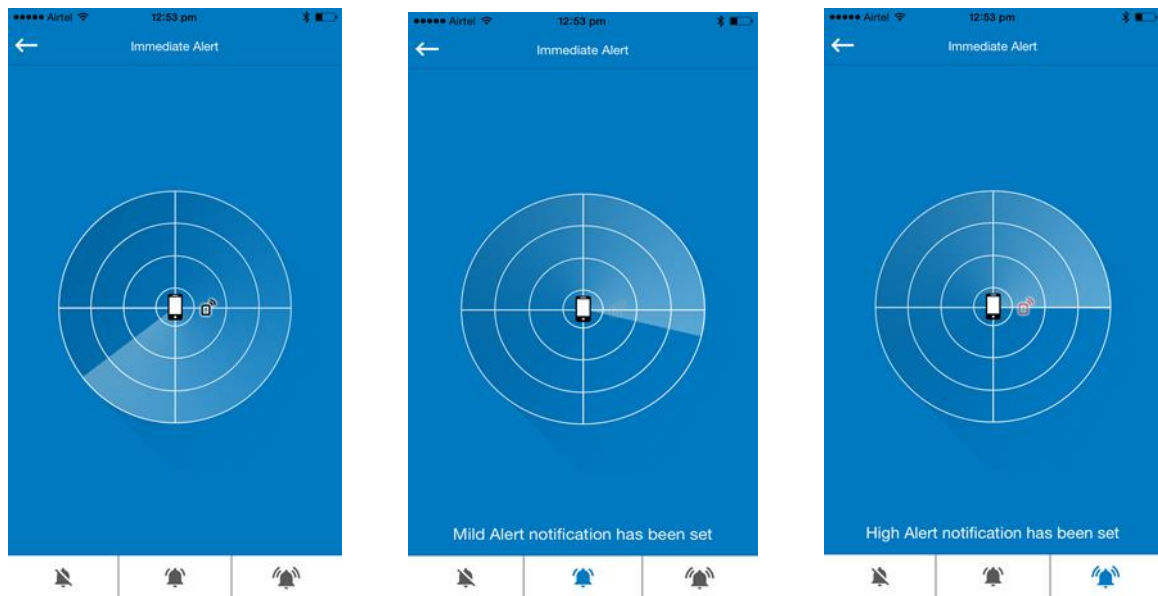 Airtel 12:53 pm
Immediate Alert
Airtel 12:53 pm
Immediate Alert
Mild Alert notification has been set
Airtel 12:53 pm
Immediate Alert
High Alert notification has been set